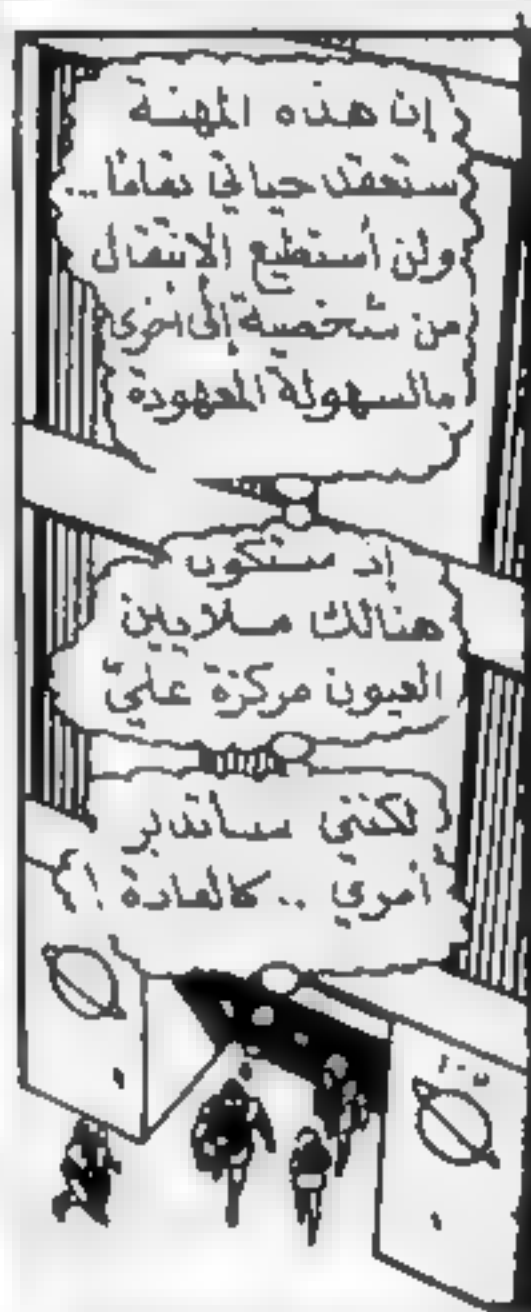 إن هذه المهنة
ستعقد حياتي تماما...
ولن أستطيع الانتقال
من شخصية إلى أخرى
بالسهولة المعهودة
إذ ستكون
هنالك ملايين
العيون مركزة عليّ
لكنني سأتدبر
أمري .. كالعادة !؟